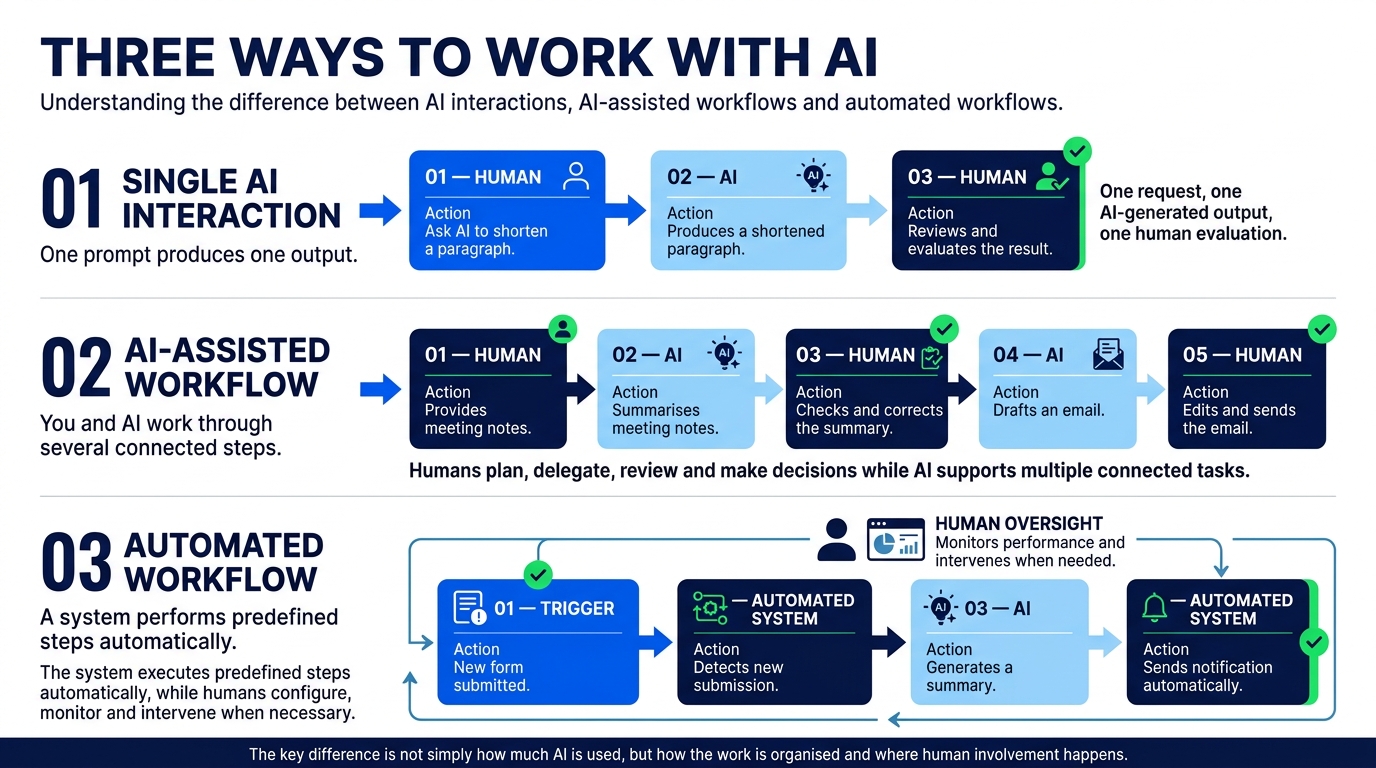 THREE WAYS TO WORK WITH AI
Understanding the difference between AI interactions, AI-assisted workflows and automated workflows.
01
SINGLE AI
INTERACTION
One prompt produces one output.
01 — HUMAN
Action
Ask AI to shorten
a paragraph.
02 — AI
AI
Action
Produces a shortened
paragraph.
03 — HUMAN
Action
Reviews and
evaluates the result.
One request, one
AI-generated output,
one human evaluation.
02
AI-ASSISTED
WORKFLOW
You and AI work through
several connected steps.
01 — HUMAN
Action
Provides
meeting notes.
02 — AI
AI
Action
Summarises
meeting notes.
03 — HUMAN
Action
Checks and corrects
the summary.
04 — AI
Action
Drafts an email.
05 — HUMAN
Action
Edits and sends
the email.
Humans plan, delegate, review and make decisions while AI supports multiple connected tasks.
03
AUTOMATED
WORKFLOW
A system performs predefined
steps automatically.
The system executes predefined steps
automatically, while humans configure,
monitor and intervene when necessary.
HUMAN OVERSIGHT
Monitors performance and
intervenes when needed.
01 — TRIGGER
Action
New form
submitted.
— AUTOMATED
SYSTEM
Action
Detects new
submission.
AI
03 — AI
Action
Generates a
summary.
— AUTOMATED
SYSTEM
Action
Sends notification
automatically.
The key difference is not simply how much AI is used, but how the work is organised and where human involvement happens.